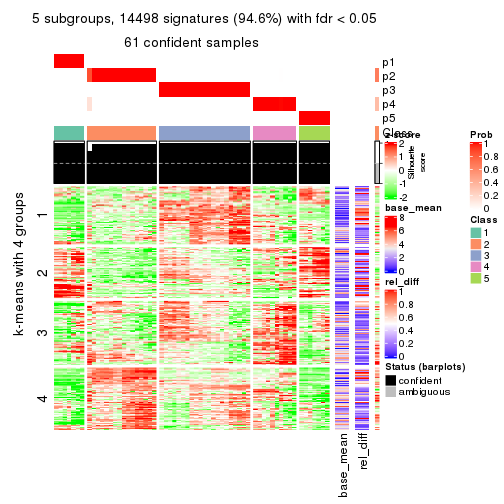 5 subgroups, 14498 signatures (94.6%) with fdr < 0.05
61 confident samples
p1
p2
p3
p4
p5
Class
z-score
2
1
0
-1
-2
Silhouette
score
base_mean
8
6
4
2
0
rel_diff
1
0.8
0.6
0.4
0.2
0
Status (barplots)
confident
ambiguous
Prob
1
0.8
0.6
0.4
0.2
0
Class
1
2
3
4
5
k-means with 4 groups
1
2
3
4
base_mean
rel_diff